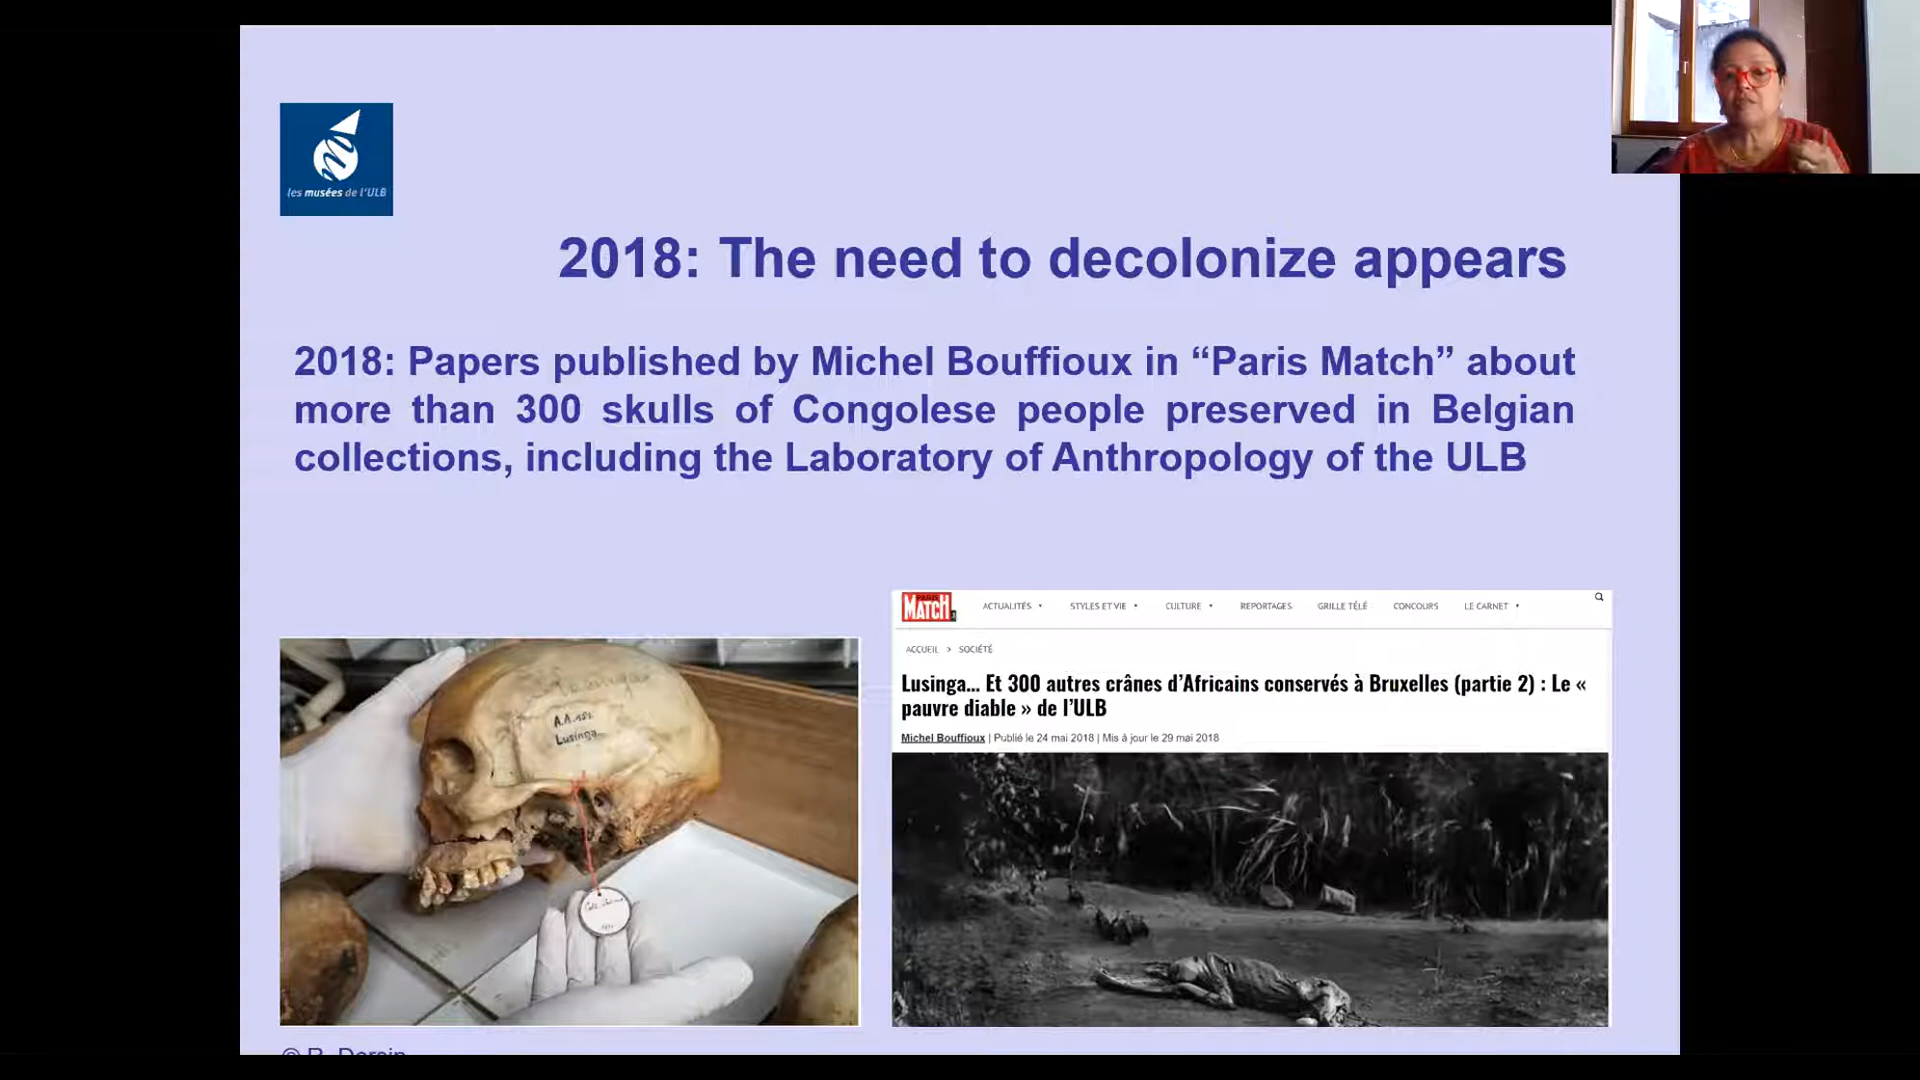 les musées de l'ULB
2018: The need to decolonize appears
2018: Papers published by Michel Bouffioux in “Paris Match” about
more than 300 skulls of Congolese people preserved in Belgian
collections, including the Laboratory of Anthropology of the ULB
PARIS
MATCH
ACTUALITÉS STYLES ET VIE CULTURE REPORTAGES GRILLE TÉLÉ CONCOURS LE CARNET
ACCUEIL > SOCIÉTÉ
Lusinga... Et 300 autres crânes d’Africains conservés à Bruxelles (partie 2) : Le «
pauvre diable » de l’ULB
Michel Bouffioux | Publié le 24 mai 2018 | Mis à jour le 29 mai 2018
Lusinga